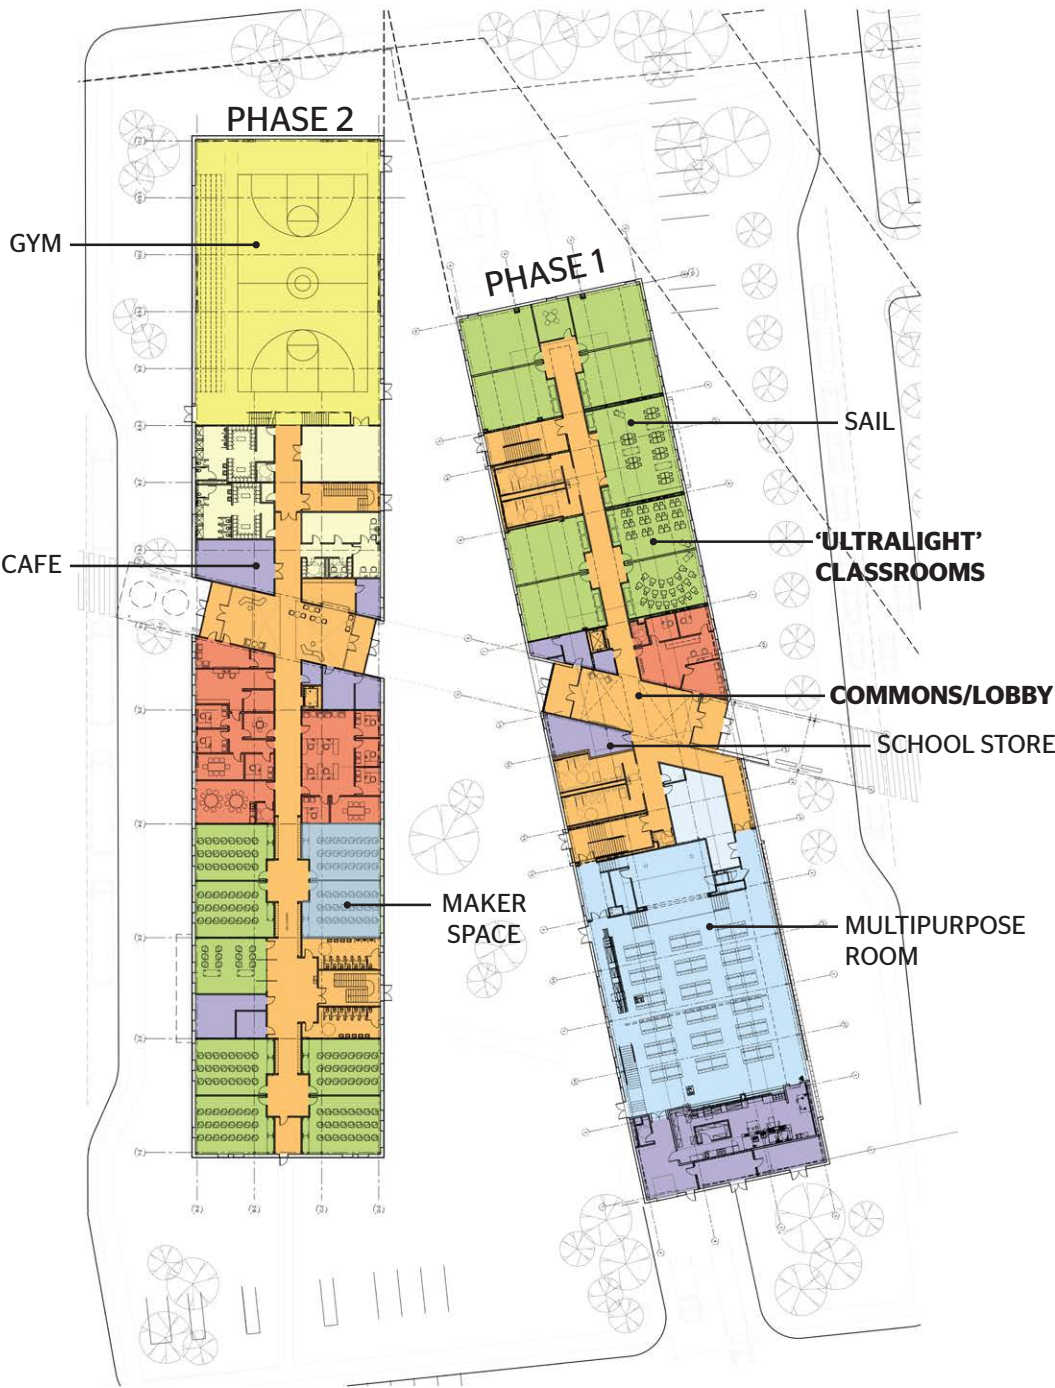 PHASE 2
GYM
PHASE 1
SAIL
CAFE
‘ULTRALIGHT’
CLASSROOMS
COMMONS/LOBBY
SCHOOL STORE
MAKER
SPACE
MULTIPURPOSE
ROOM